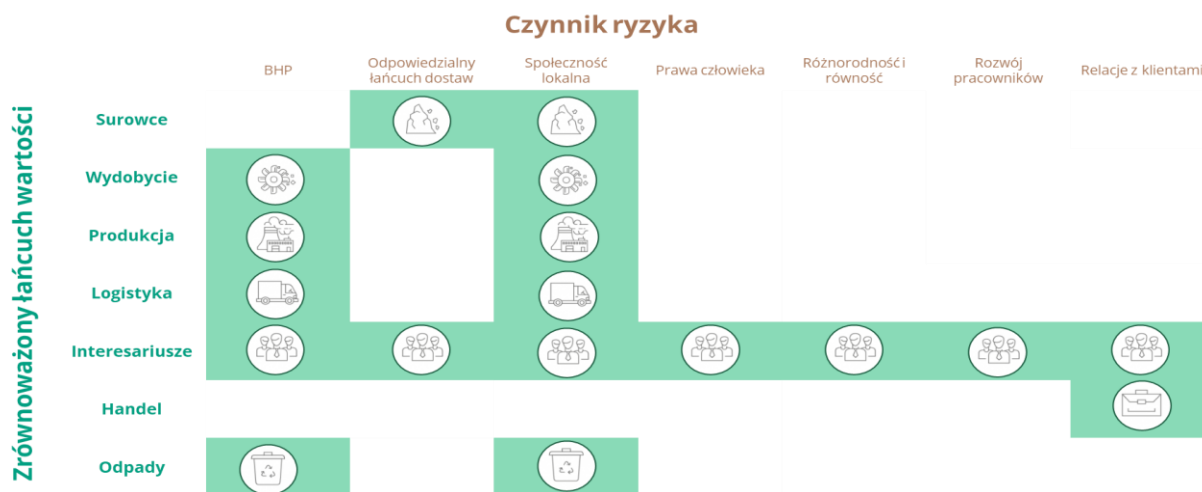 Czynnik ryzyka
BHP
Odpowiedzialny
łańcuch dostaw
Społeczność
lokalna
Prawa człowieka
Różnorodność i
równość
Rozwój
pracowników
Relacje z klientami
Zrównoważony łańcuch wartości
Surowce
Wydobycie
Produkcja
Logistyka
Interesariusze
Handel
Odpady